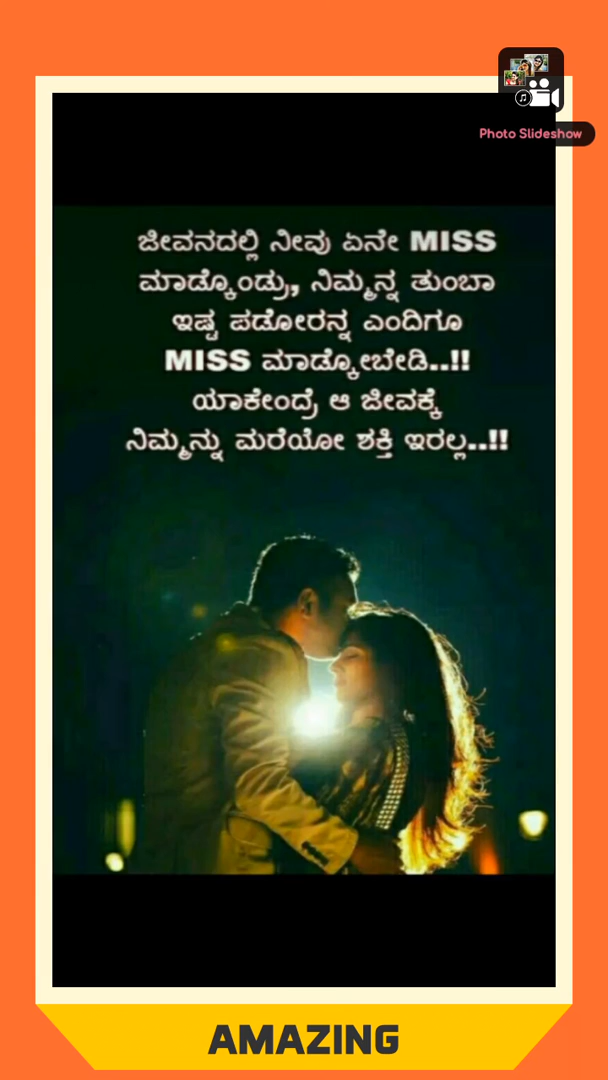 Photo Slideshow
ಜೀವನದಲ್ಲಿ ನೀವು ಏನೇ MISS
ಮಾಡ್ಕೊಂಡ್ರು, ನಿಮ್ಮನ್ನ ತುಂಬಾ
ಇಷ್ಟ ಪಡೋರನ್ನ ಎಂದಿಗೂ
MISS ಮಾಡ್ಕೋಬೇಡಿ..!!
ಯಾಕೇಂದ್ರೆ ಆ ಜೀವಕ್ಕೆ
ನಿಮ್ಮನ್ನು ಮರೆಯೋ ಶಕ್ತಿ ಇರಲ್ಲ..!!
AMAZING